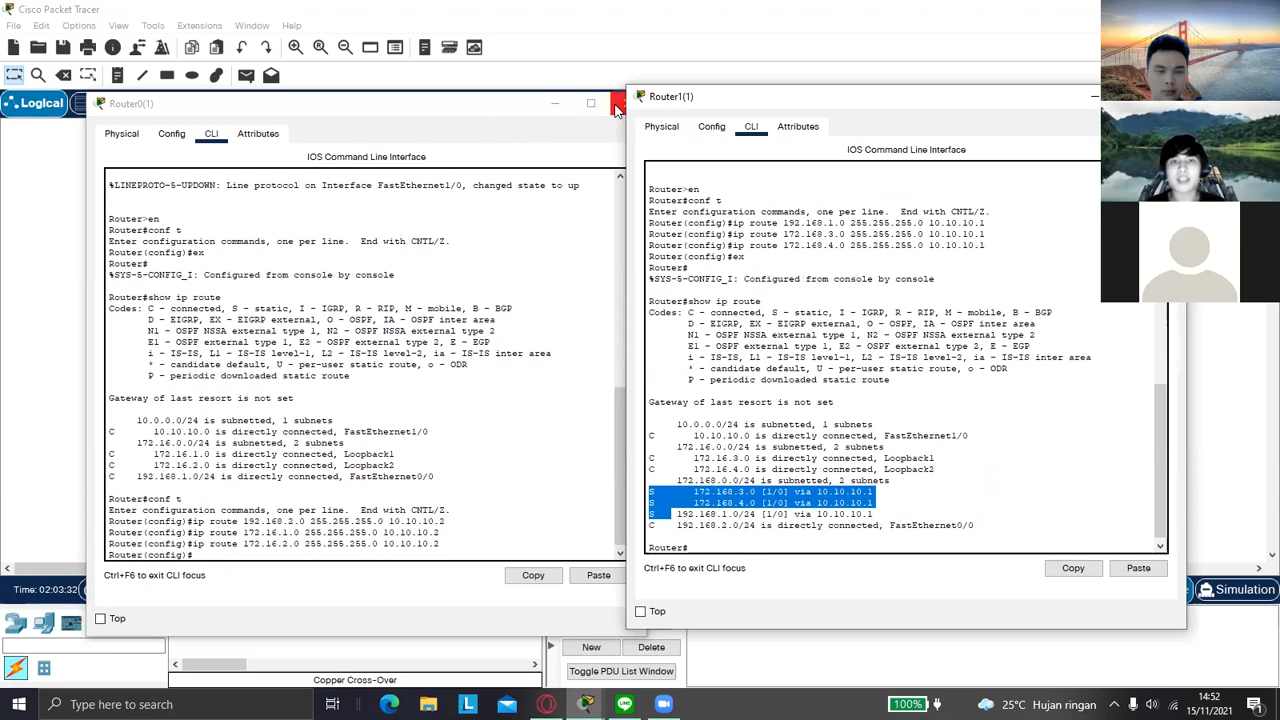 Cisco Packet Tracer
File Edit Options View Tools Extensions Window Help
Logical
Router0(1)
Physical Config CLI Attributes
IOS Command Line Interface
%LINEPROTO-5-UPDOWN: Line protocol on Interface FastEthernet1/0, changed state to up
Router>en
Router#conf t
Enter configuration commands, one per line.  End with CNTL/Z.
Router(config)#ex
Router#
%SYS-5-CONFIG_I: Configured from console by console
Router#show ip route
Codes: C - connected, S - static, I - IGRP, R - RIP, M - mobile, B - BGP
D - EIGRP, EX - EIGRP external, O - OSPF, IA - OSPF inter area
N1 - OSPF NSSA external type 1, N2 - OSPF NSSA external type 2
E1 - OSPF external type 1, E2 - OSPF external type 2, E - EGP
i - IS-IS, L1 - IS-IS level-1, L2 - IS-IS level-2, ia - IS-IS inter area
* - candidate default, U - per-user static route, o - ODR
P - periodic downloaded static route
Gateway of last resort is not set
10.0.0.0/24 is subnetted, 1 subnets
C 10.10.10.0 is directly connected, FastEthernet1/0
172.16.0.0/24 is subnetted, 2 subnets
C 172.16.1.0 is directly connected, Loopback1
C 172.16.2.0 is directly connected, Loopback2
C 192.168.1.0/24 is directly connected, FastEthernet0/0
Router#conf t
Enter configuration commands, one per line.  End with CNTL/Z.
Router(config)#ip route 192.168.2.0 255.255.255.0 10.10.10.2
Router(config)#ip route 172.16.1.0 255.255.255.0 10.10.10.2
Router(config)#ip route 172.16.2.0 255.255.255.0 10.10.10.2
Router(config)#
Ctrl+F6 to exit CLI focus
Copy Paste
Top
Router1(1)
Physical Config CLI Attributes
IOS Command Line Interface
Router>en
Router#conf t
Enter configuration commands, one per line.  End with CNTL/Z.
Router(config)#ip route 192.168.1.0 255.255.255.0 10.10.10.1
Router(config)#ip route 172.168.3.0 255.255.255.0 10.10.10.1
Router(config)#ip route 172.168.4.0 255.255.255.0 10.10.10.1
Router(config)#ex
Router#
%SYS-5-CONFIG_I: Configured from console by console
Router#show ip route
Codes: C - connected, S - static, I - IGRP, R - RIP, M - mobile, B - BGP
D - EIGRP, EX - EIGRP external, O - OSPF, IA - OSPF inter area
N1 - OSPF NSSA external type 1, N2 - OSPF NSSA external type 2
E1 - OSPF external type 1, E2 - OSPF external type 2, E - EGP
i - IS-IS, L1 - IS-IS level-1, L2 - IS-IS level-2, ia - IS-IS inter area
* - candidate default, U - per-user static route, o - ODR
P - periodic downloaded static route
Gateway of last resort is not set
10.0.0.0/24 is subnetted, 1 subnets
C 10.10.10.0 is directly connected, FastEthernet1/0
172.16.0.0/24 is subnetted, 2 subnets
C 172.16.3.0 is directly connected, Loopback1
C 172.16.4.0 is directly connected, Loopback2
172.168.0.0/24 is subnetted, 2 subnets
S 172.168.3.0 [1/0] via 10.10.10.1
S 172.168.4.0 [1/0] via 10.10.10.1
S 192.168.1.0/24 [1/0] via 10.10.10.1
C 192.168.2.0/24 is directly connected, FastEthernet0/0
Router#
Ctrl+F6 to exit CLI focus
Copy Paste
Top
Time: 02:03:32
Simulation
New Delete
Toggle PDU List Window
Copper Cross-Over
Type here to search
100%
25°C Hujan ringan
14:52
15/11/2021